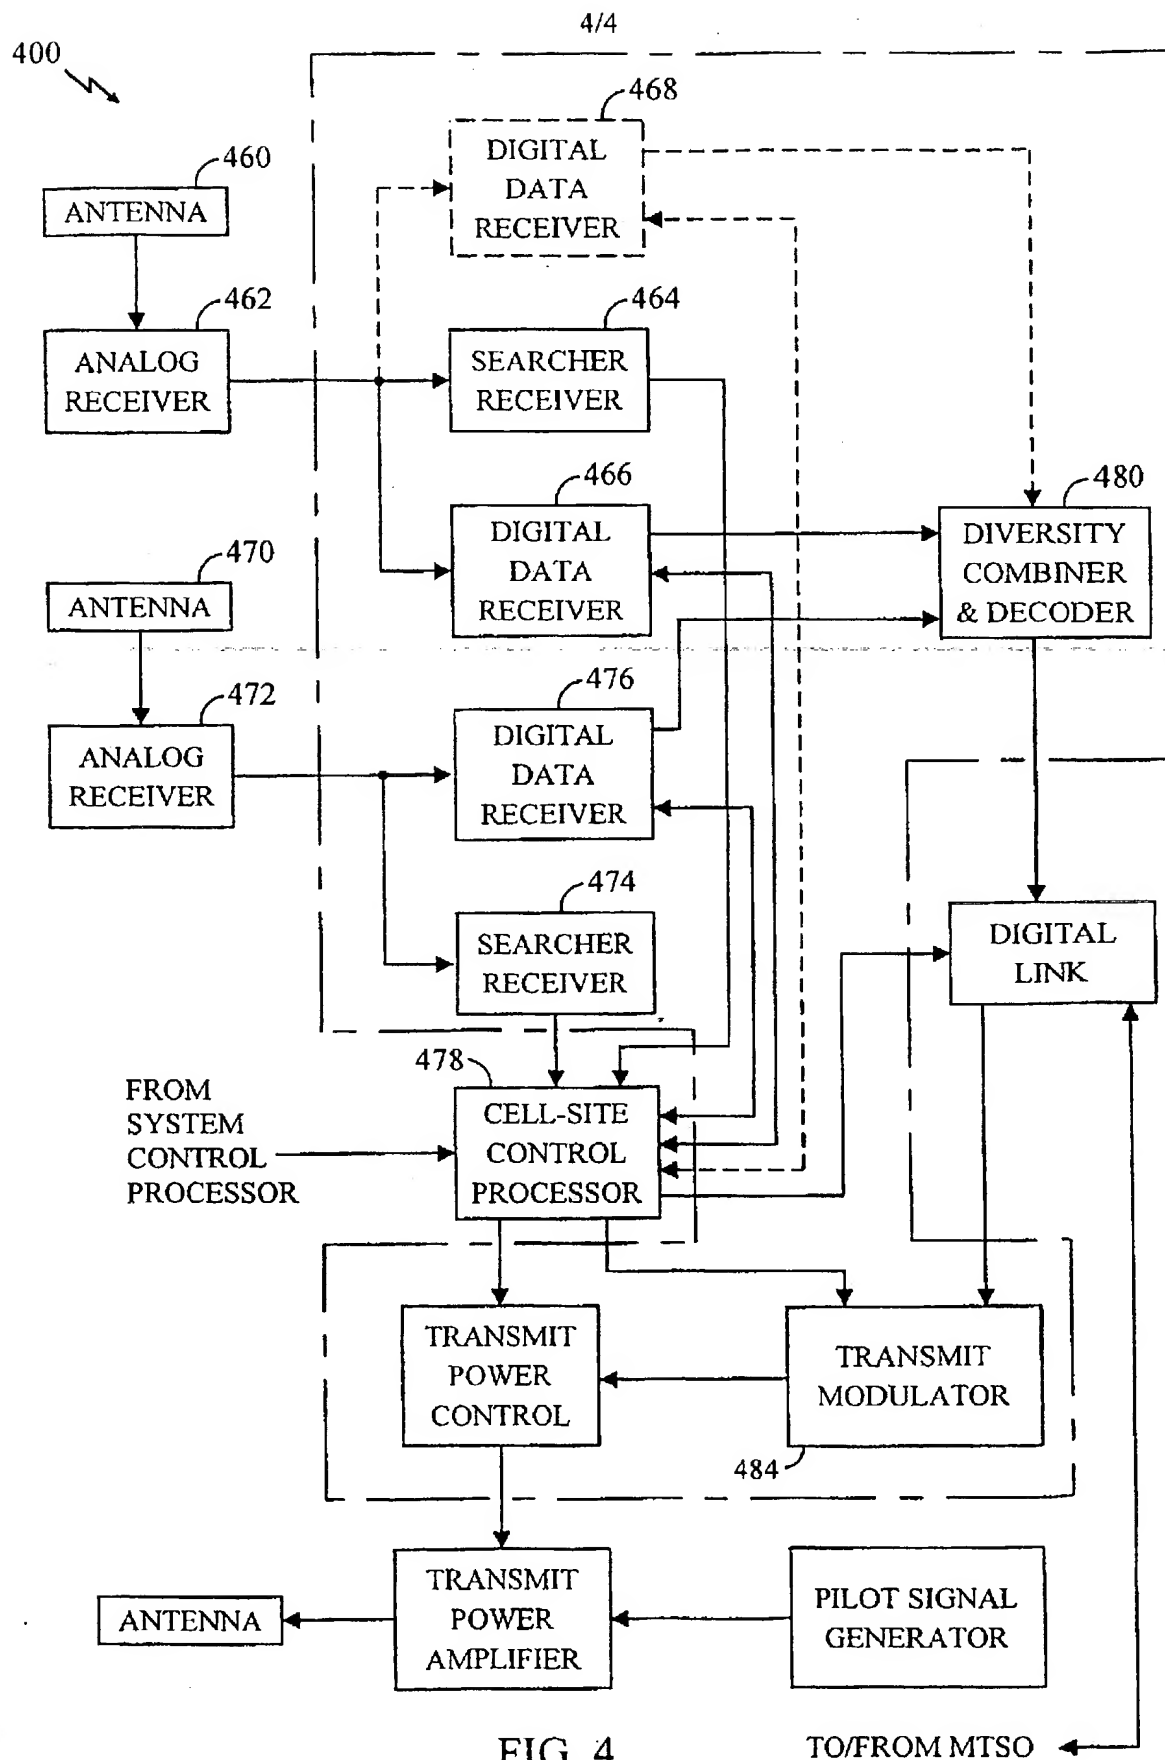 4/4
400
468
DIGITAL
DATA
RECEIVER
460
ANTENNA
462
ANALOG
RECEIVER
464
SEARCHER
RECEIVER
466
DIGITAL
DATA
RECEIVER
480
DIVERSITY
COMBINER
& DECODER
470
ANTENNA
472
ANALOG
RECEIVER
476
DIGITAL
DATA
RECEIVER
474
SEARCHER
RECEIVER
DIGITAL
LINK
478
CELL-SITE
CONTROL
PROCESSOR
FROM
SYSTEM
CONTROL
PROCESSOR
TRANSMIT
POWER
CONTROL
TRANSMIT
MODULATOR
484
TRANSMIT
POWER
AMPLIFIER
ANTENNA
PILOT SIGNAL
GENERATOR
FIG. 4
TO/FROM MTSO